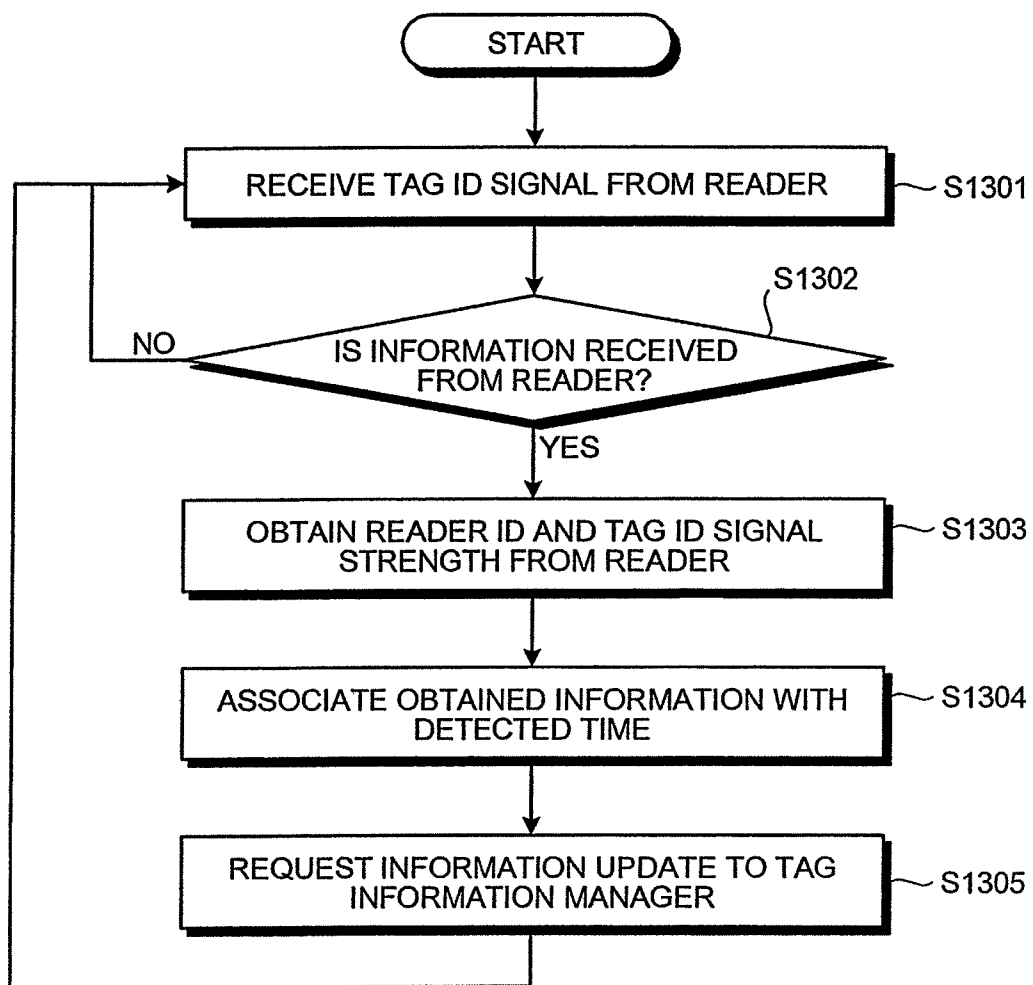 START
RECEIVE TAG ID SIGNAL FROM READER
S1301
S1302
NO
IS INFORMATION RECEIVED
FROM READER?
YES
OBTAIN READER ID AND TAG ID SIGNAL
STRENGTH FROM READER
S1303
ASSOCIATE OBTAINED INFORMATION WITH
DETECTED TIME
S1304
REQUEST INFORMATION UPDATE TO TAG
INFORMATION MANAGER
S1305